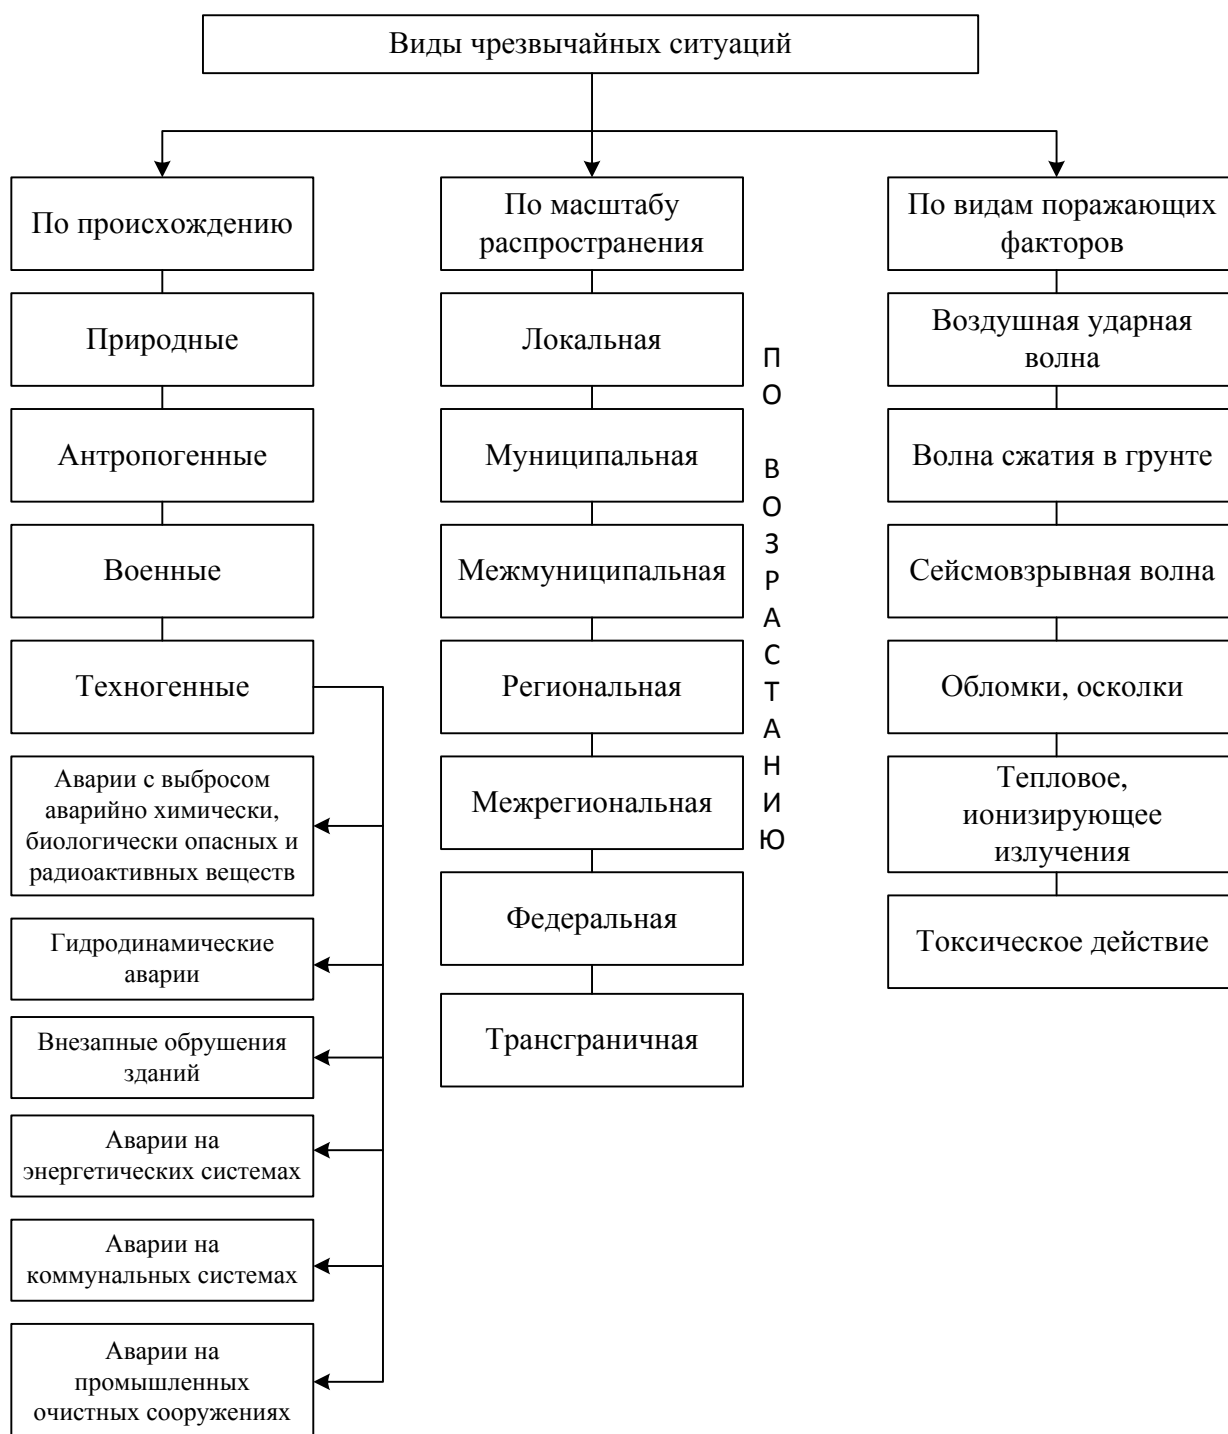 Виды чрезвычайных ситуаций
По происхождению
Природные
Антропогенные
Военные
Техногенные
Аварии с выбросом
аварийно химически,
биологически опасных и
радиоактивных веществ
Гидродинамические
аварии
Внезапные обрушения
зданий
Аварии на
энергетических системах
Аварии на
коммунальных системах
Аварии на
промышленных
очистных сооружениях
По масштабу
распространения
Локальная
Муниципальная
Межмуниципальная
Региональная
Межрегиональная
Федеральная
Трансграничная
ПО ВОЗРАСТАНИЮ
По видам поражающих
факторов
Воздушная ударная
волна
Волна сжатия в грунте
Сейсмовзрывная волна
Обломки, осколки
Тепловое,
ионизирующее
излучения
Токсическое действие